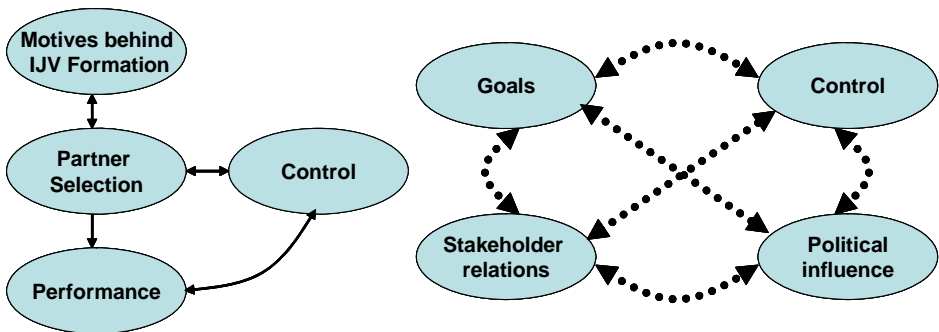 Motives behind
IJV Formation
Partner
Selection
Control
Performance
Goals
Control
Stakeholder
relations
Political
influence